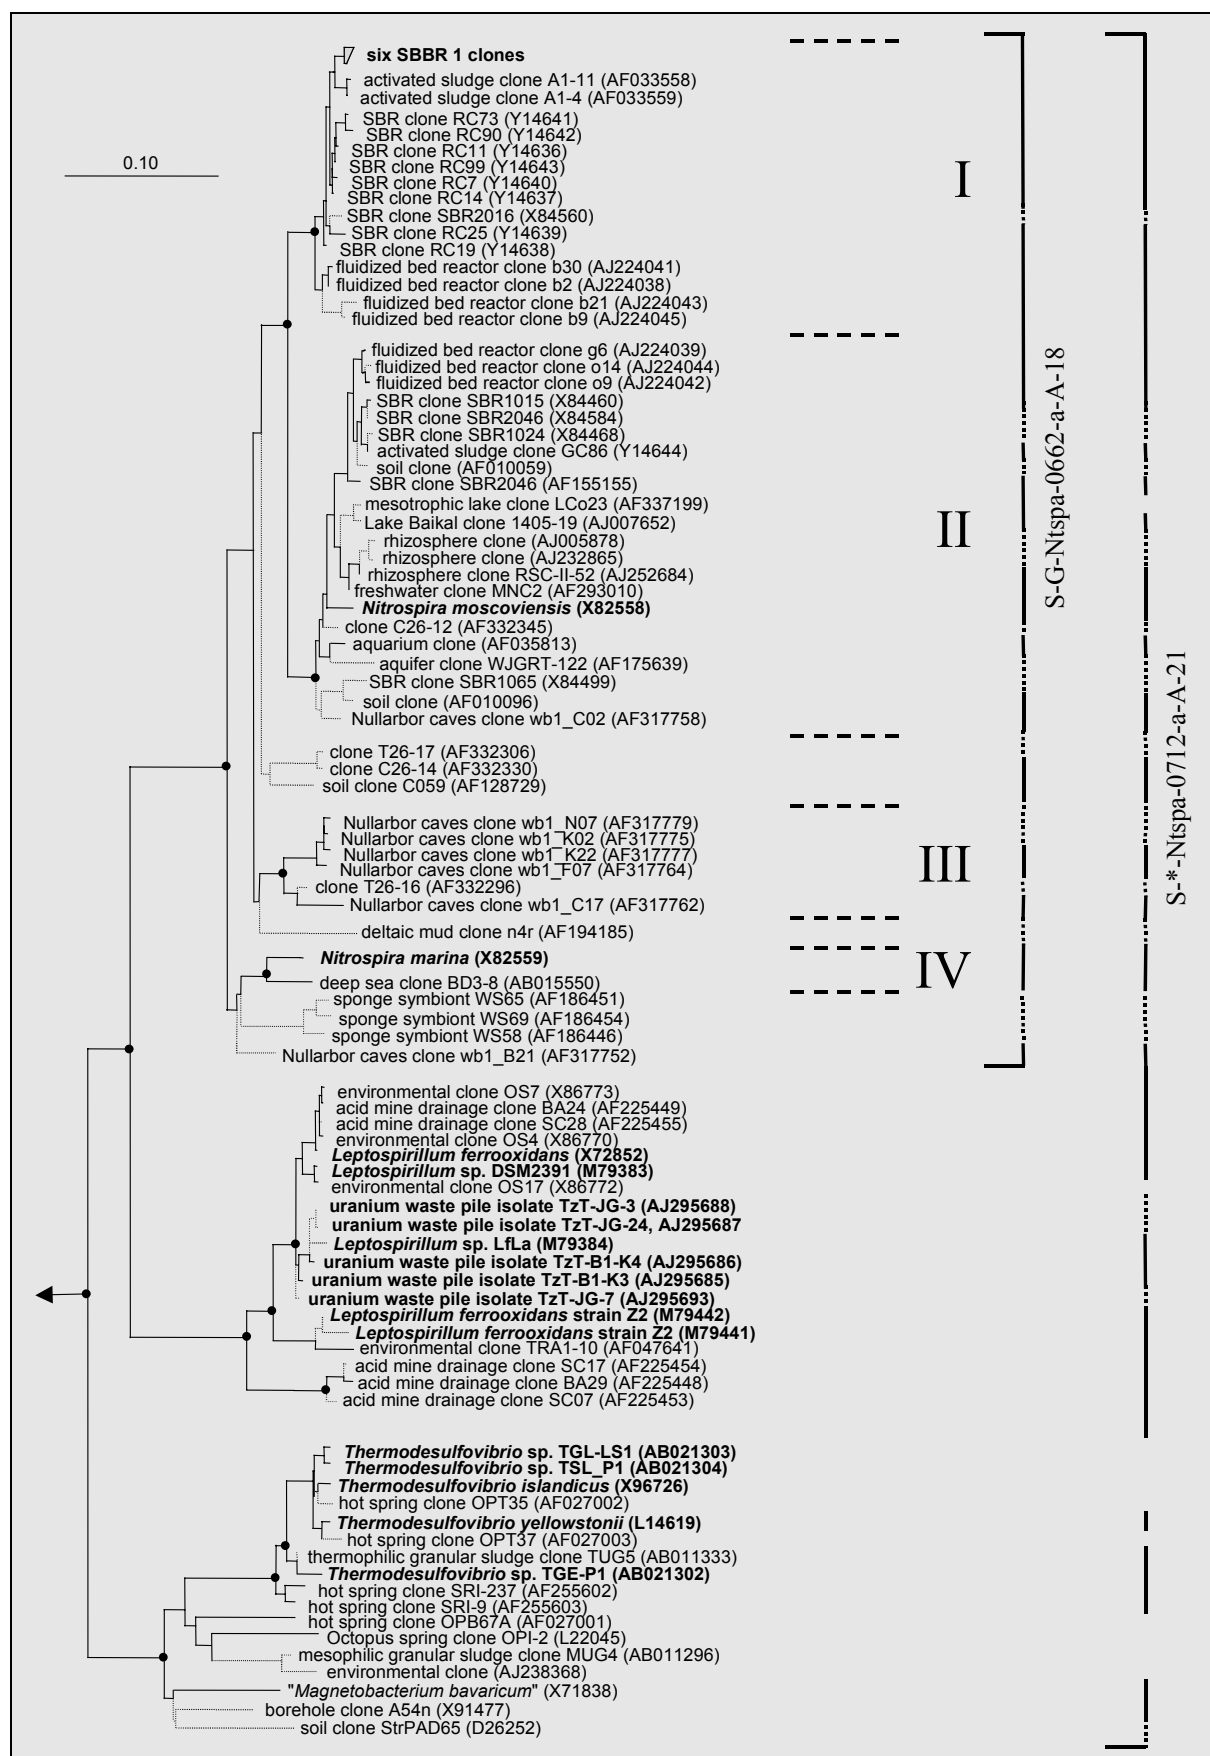 six SBBR 1 clones
activated sludge clone A1-11 (AF033558)
activated sludge clone A1-4 (AF033559)
SBR clone RC73 (Y14641)
SBR clone RC90 (Y14642)
SBR clone RC11 (Y14636)
SBR clone RC99 (Y14643)
SBR clone RC7 (Y14640)
SBR clone RC14 (Y14637)
SBR clone SBR2016 (X84560)
SBR clone RC25 (Y14639)
SBR clone RC19 (Y14638)
fluidized bed reactor clone b30 (AJ224041)
fluidized bed reactor clone b2 (AJ224038)
fluidized bed reactor clone b21 (AJ224043)
fluidized bed reactor clone b9 (AJ224045)
0.10
I
fluidized bed reactor clone g6 (AJ224039)
fluidized bed reactor clone o14 (AJ224044)
fluidized bed reactor clone o9 (AJ224042)
SBR clone SBR1015 (X84460)
SBR clone SBR2046 (X84584)
SBR clone SBR1024 (X84468)
activated sludge clone GC86 (Y14644)
soil clone (AF010059)
SBR clone SBR2046 (AF155155)
mesotrophic lake clone LCo23 (AF337199)
Lake Baikal clone 1405-19 (AJ007652)
rhizosphere clone (AJ005878)
rhizosphere clone (AJ232865)
rhizosphere clone RSC-II-52 (AJ252684)
freshwater clone MNC2 (AF293010)
Nitrospira moscoviensis (X82558)
clone C26-12 (AF332345)
aquarium clone (AF035813)
aquifer clone WJGRT-122 (AF175639)
SBR clone SBR1065 (X84499)
soil clone (AF010096)
Nullarbor caves clone wb1_C02 (AF317758)
II
clone T26-17 (AF332306)
clone C26-14 (AF332330)
soil clone C059 (AF128729)
Nullarbor caves clone wb1_N07 (AF317779)
Nullarbor caves clone wb1_K02 (AF317775)
Nullarbor caves clone wb1_K22 (AF317777)
Nullarbor caves clone wb1_F07 (AF317764)
clone T26-16 (AF332296)
Nullarbor caves clone wb1_C17 (AF317762)
III
deltaic mud clone n4r (AF194185)
Nitrospira marina (X82559)
deep sea clone BD3-8 (AB015550)
IV
sponge symbiont WS65 (AF186451)
sponge symbiont WS69 (AF186454)
sponge symbiont WS58 (AF186446)
Nullarbor caves clone wb1_B21 (AF317752)
S-G-Ntspa-0662-a-A-18
S-*-Ntspa-0712-a-A-21
environmental clone OS7 (X86773)
acid mine drainage clone BA24 (AF225449)
acid mine drainage clone SC28 (AF225455)
environmental clone OS4 (X86770)
Leptospirillum ferrooxidans (X72852)
Leptospirillum sp. DSM2391 (M79383)
environmental clone OS17 (X86772)
uranium waste pile isolate TzT-JG-3 (AJ295688)
uranium waste pile isolate TzT-JG-24, AJ295687
Leptospirillum sp. LfLa (M79384)
uranium waste pile isolate TzT-B1-K4 (AJ295686)
uranium waste pile isolate TzT-B1-K3 (AJ295685)
uranium waste pile isolate TzT-JG-7 (AJ295693)
Leptospirillum ferrooxidans strain Z2 (M79442)
Leptospirillum ferrooxidans strain Z2 (M79441)
environmental clone TRA1-10 (AF047641)
acid mine drainage clone SC17 (AF225454)
acid mine drainage clone BA29 (AF225448)
acid mine drainage clone SC07 (AF225453)
Thermodesulfovibrio sp. TGL-LS1 (AB021303)
Thermodesulfovibrio sp. TSL_P1 (AB021304)
Thermodesulfovibrio islandicus (X96726)
hot spring clone OPT35 (AF027002)
Thermodesulfovibrio yellowstonii (L14619)
hot spring clone OPT37 (AF027003)
thermophilic granular sludge clone TUG5 (AB011333)
Thermodesulfovibrio sp. TGE-P1 (AB021302)
hot spring clone SRI-237 (AF255602)
hot spring clone SRI-9 (AF255603)
hot spring clone OPB67A (AF027001)
Octopus spring clone OPI-2 (L22045)
mesophilic granular sludge clone MUG4 (AB011296)
environmental clone (AJ238368)
"Magnetobacterium bavaricum" (X71838)
borehole clone A54n (X91477)
soil clone StrPAD65 (D26252)